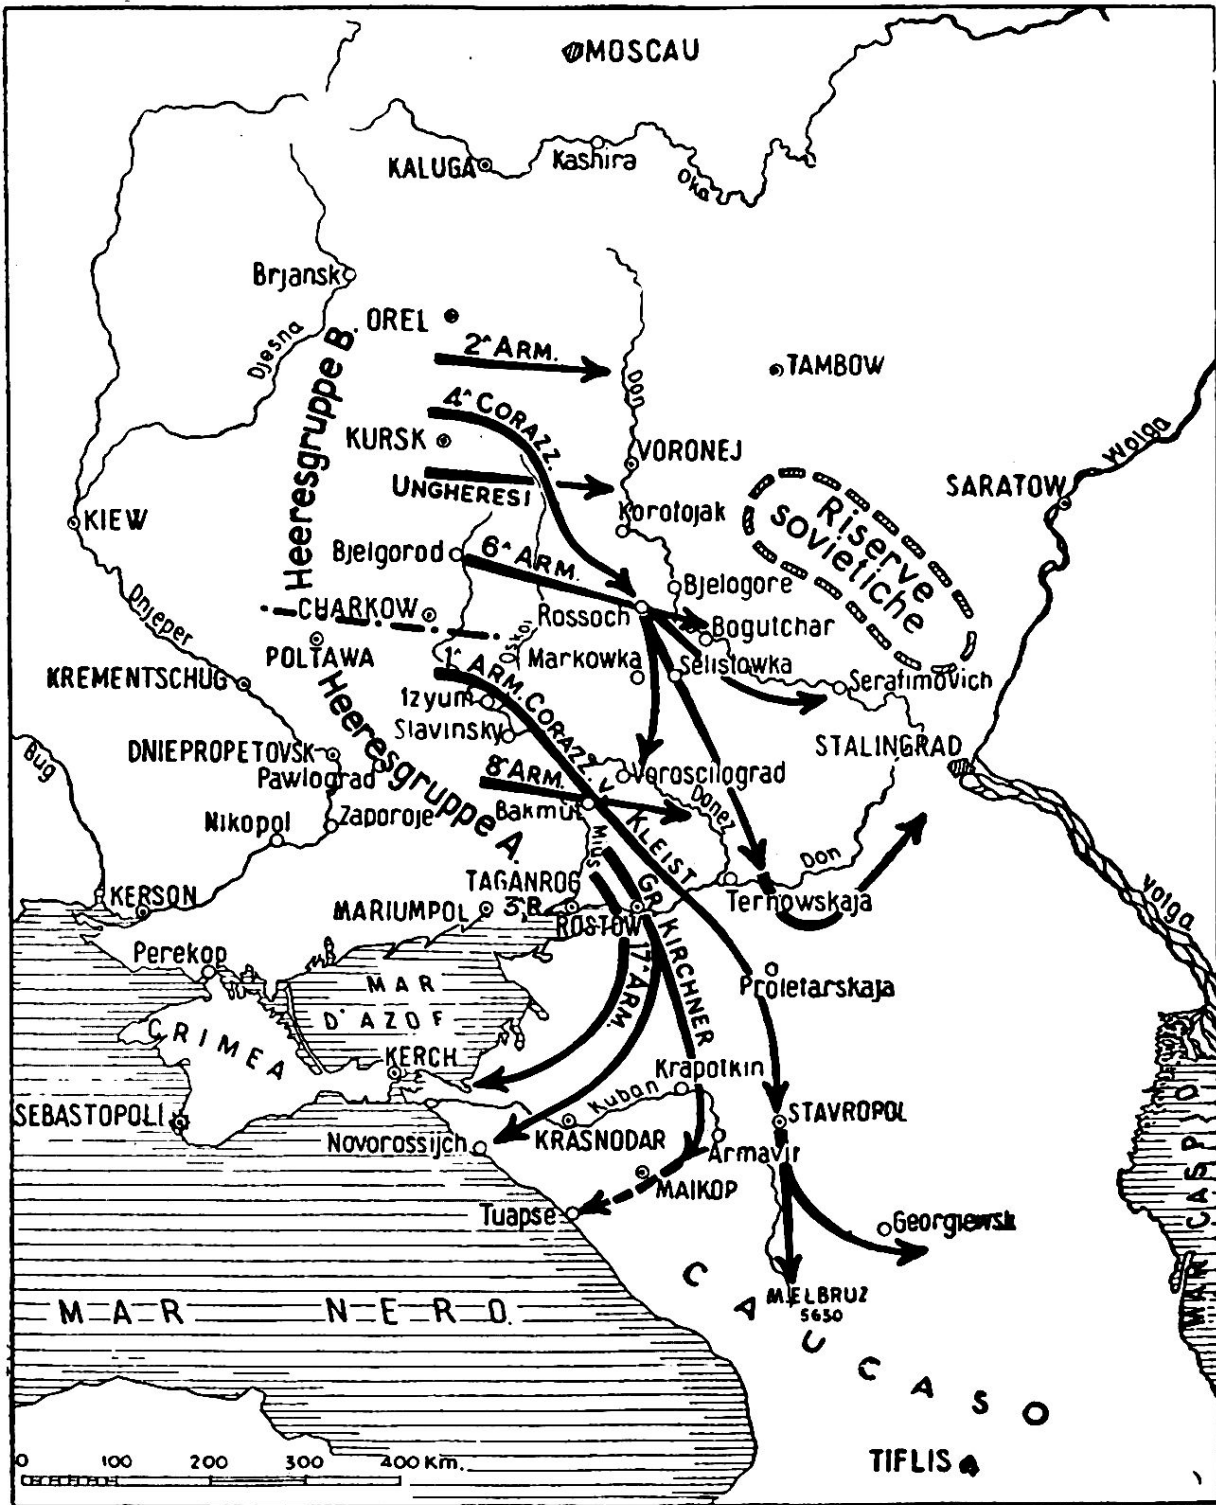 MOSCAU
KALUGA
Kashira
Oka
Brjansk
Djesna
OREL
2ª ARM.
Don
TAMBOW
Heeresgruppe B.
4ª CORAZZ.
KURSK
VORONEJ
UNGHERESI
Wolga
SARATOW
KIEW
Korotojak
Riserve
sovietiche
Bjelgorod
6ª ARM.
Bjelogore
Dnjeper
CHARKOW
Rossoch
Bogutchar
Oskol
POLTAWA
Markowka
Selistowka
KREMENTSCHUG
1ª ARM. CORAZZ. V. KLEIST
Serafimovich
Izyum
Slavinsky
Heeresgruppe A.
STALINGRAD
Bug
DNIEPROPETOVSK
Pawlograd
8ª ARM.
Voroscilograd
Donez
Bakmut
Nikopol
Zaporoje
Mius
Don
TAGANROG
GR. KIRCHNER
Ternowskaja
KERSON
MARIUMPOL
3ª R.
ROSTOW
Volga
Perekop
17ª ARM.
MAR
D'AZOF
Proletarskaja
CRIMEA
KERCH
Krapotkin
Kuban
SEBASTOPOLI
STAVROPOL
Novorossijch
KRASNODAR
Armavir
MAR CASPIO
MAIKOP
Tuapse
Georgiewsk
MAR NERO.
M.ELBRUZ
5630
CAUCASO
TIFLIS
0 100 200 300 400 Km.